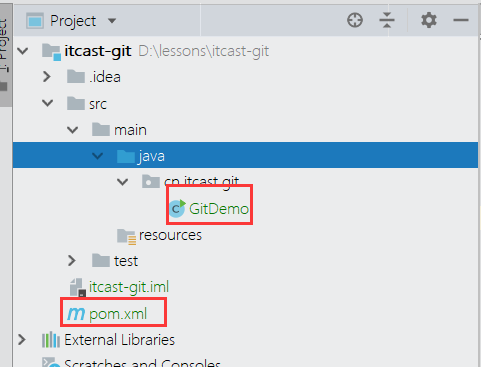 Project
1: Project
itcast-git D:\lessons\itcast-git
.idea
src
main
java
cn.itcast.git
GitDemo
resources
test
itcast-git.iml
pom.xml
External Libraries
Scratches and Consoles